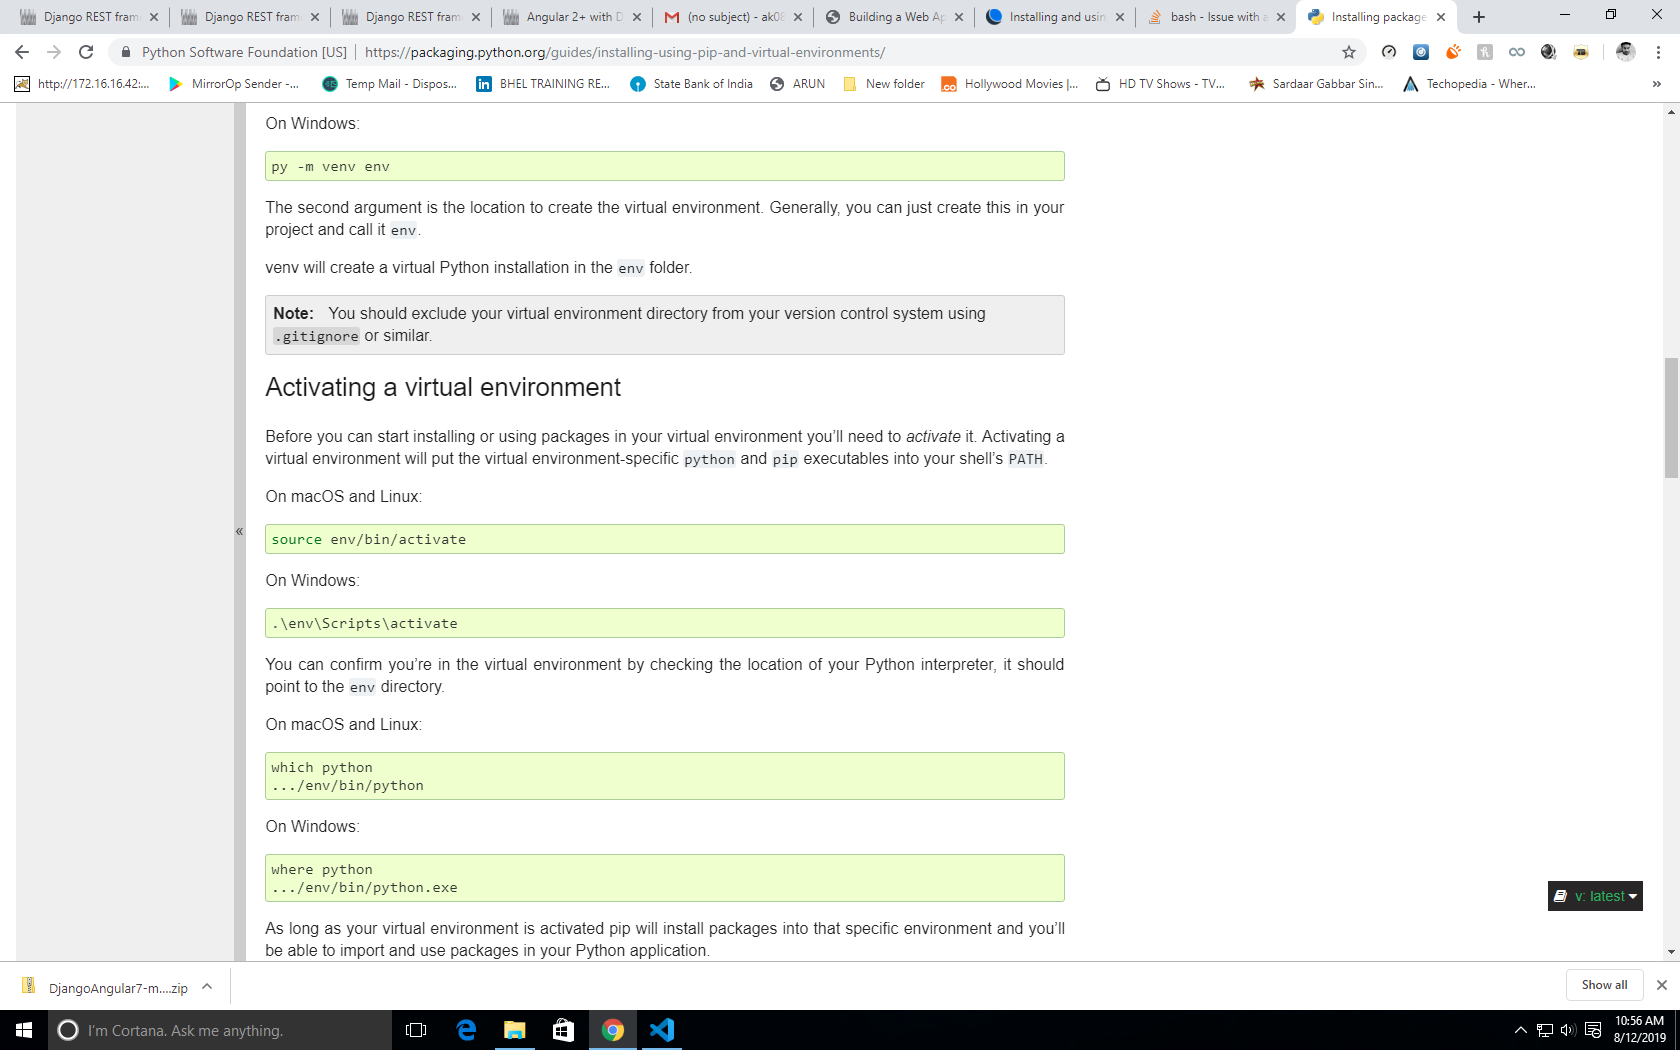 Django REST fram
Django REST fram
Django REST fram
Angular 2+ with D
(no subject) - ak08
Building a Web Ap
Installing and usin
bash - Issue with a
Installing package
Python Software Foundation [US] | https://packaging.python.org/guides/installing-using-pip-and-virtual-environments/
http://172.16.16.42:...
MirrorOp Sender -...
Temp Mail - Dispos...
BHEL TRAINING RE...
State Bank of India
ARUN
New folder
Hollywood Movies |...
HD TV Shows - TV...
Sardaar Gabbar Sin...
Techopedia - Wher...
»
On Windows:
py -m venv env
The second argument is the location to create the virtual environment. Generally, you can just create this in your
project and call it env.
venv will create a virtual Python installation in the env folder.
Note: You should exclude your virtual environment directory from your version control system using
.gitignore or similar.
Activating a virtual environment
Before you can start installing or using packages in your virtual environment you’ll need to activate it. Activating a
virtual environment will put the virtual environment-specific python and pip executables into your shell’s PATH.
On macOS and Linux:
«
source env/bin/activate
On Windows:
.\env\Scripts\activate
You can confirm you’re in the virtual environment by checking the location of your Python interpreter, it should
point to the env directory.
On macOS and Linux:
which python
.../env/bin/python
On Windows:
where python
.../env/bin/python.exe
v: latest
As long as your virtual environment is activated pip will install packages into that specific environment and you’ll
be able to import and use packages in your Python application.
DjangoAngular7-m....zip
Show all
I'm Cortana. Ask me anything.
10:56 AM
8/12/2019